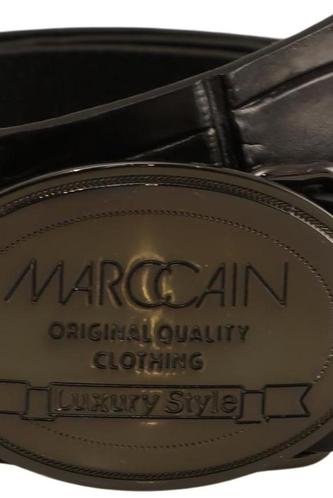 MARCCAIN
ORIGINAL QUALITY
CLOTHING
Luxury Style